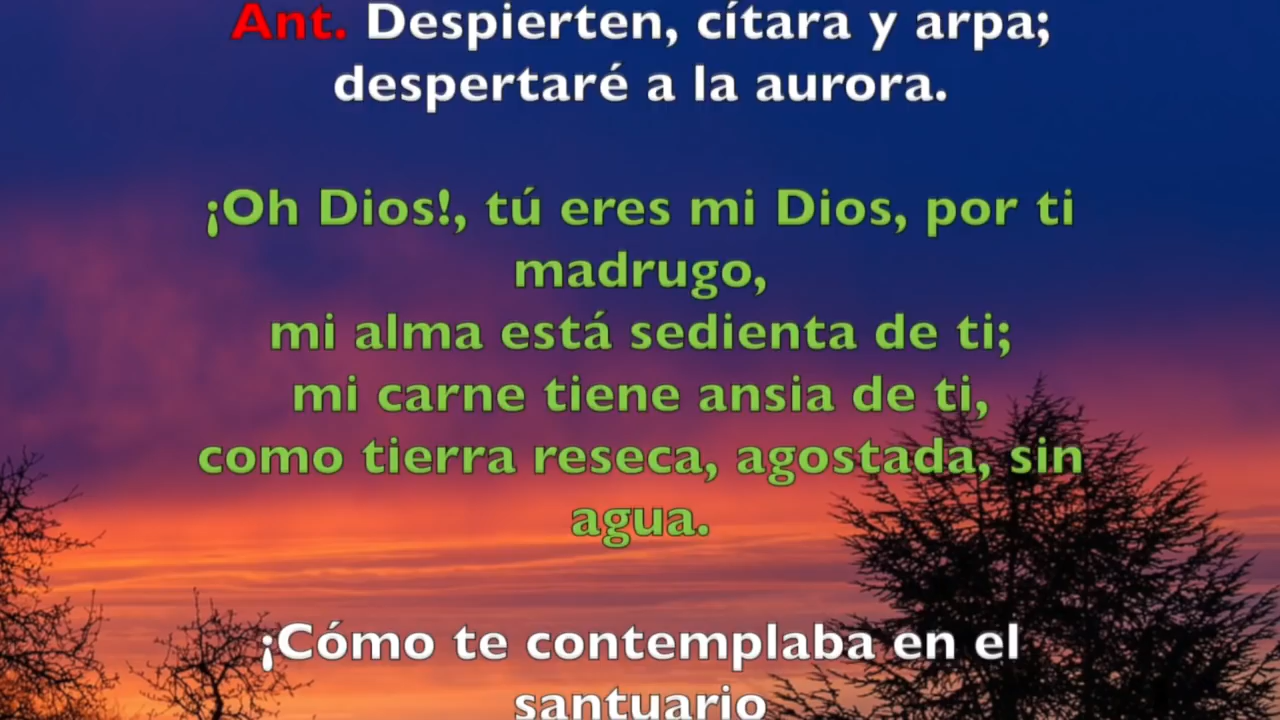 Ant. Despierten, cítara y arpa;
despertaré a la aurora.
¡Oh Dios!, tú eres mi Dios, por ti
madrugo,
mi alma está sedienta de ti;
mi carne tiene ansia de ti,
como tierra reseca, agostada, sin
agua.
¡Cómo te contemplaba en el
santuario